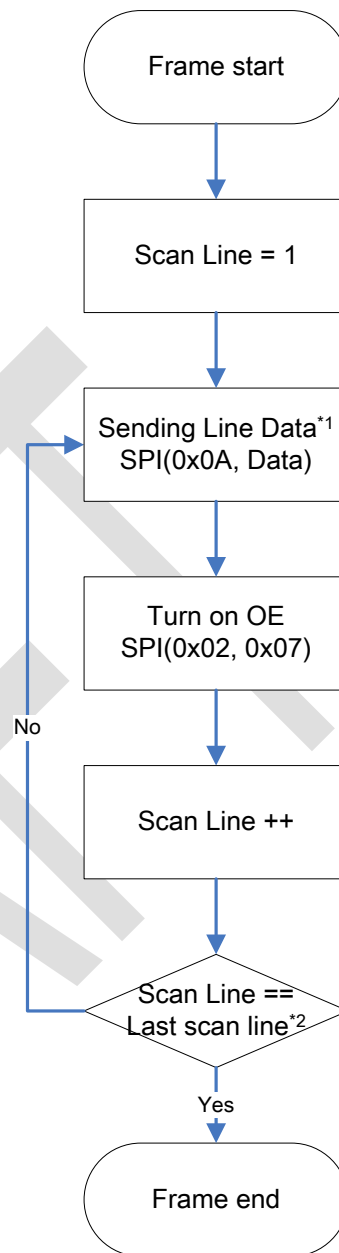 Frame start
Scan Line = 1
Sending Line Data*1
SPI(0x0A, Data)
Turn on OE
SPI(0x02, 0x07)
No
Scan Line ++
Scan Line ==
Last scan line*2
Yes
Frame end